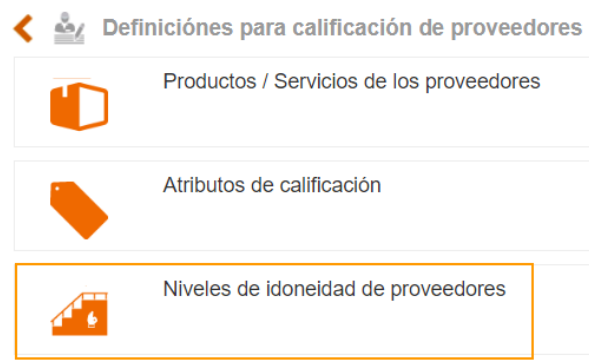 Definiciónes para calificación de proveedores
Productos / Servicios de los proveedores
Atributos de calificación
Niveles de idoneidad de proveedores